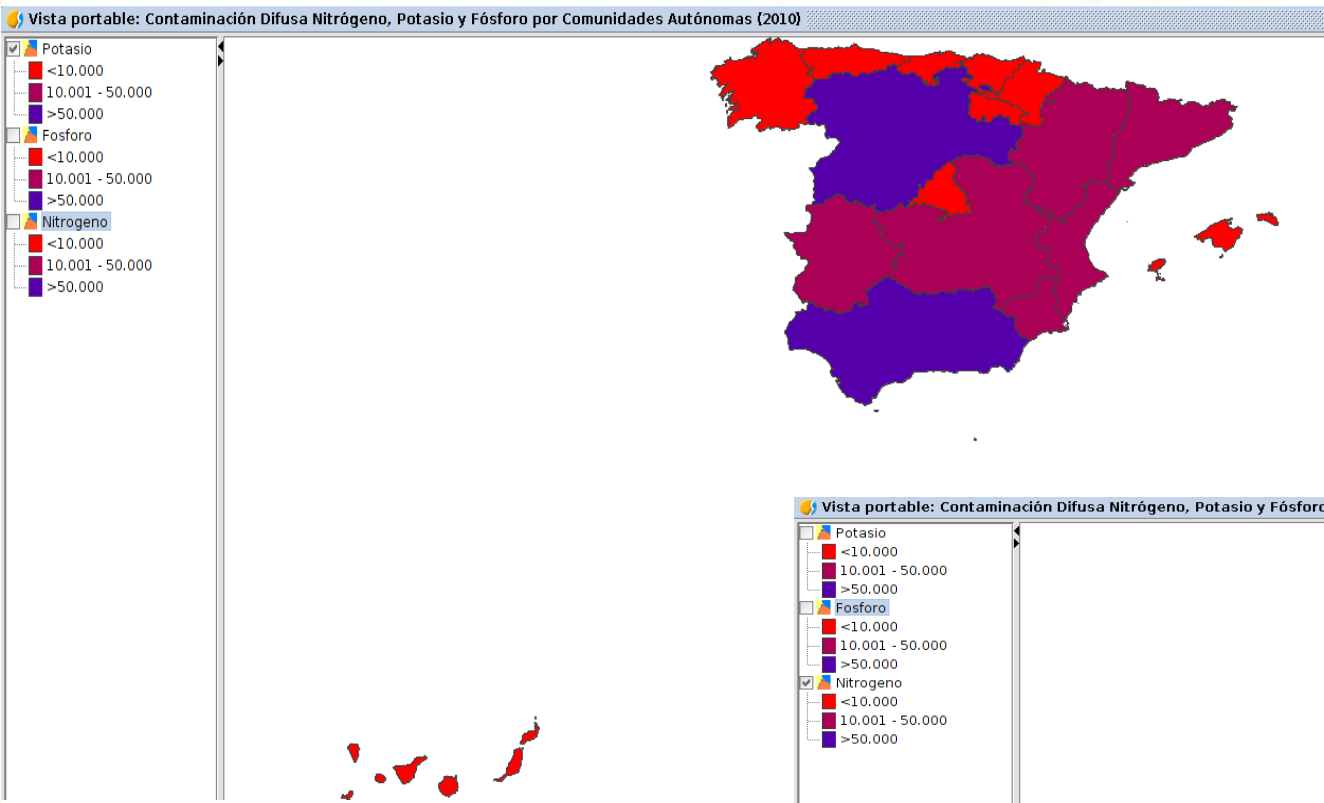 Vista portable: Contaminación Difusa Nitrógeno, Potasio y Fósforo por Comunidades Autónomas (2010)
Potasio
<10.000
10.001 - 50.000
>50.000
Fosforo
<10.000
10.001 - 50.000
>50.000
Nitrogeno
<10.000
10.001 - 50.000
>50.000
Vista portable: Contaminación Difusa Nitrógeno, Potasio y Fósforo
Potasio
<10.000
10.001 - 50.000
>50.000
Fosforo
<10.000
10.001 - 50.000
>50.000
Nitrogeno
<10.000
10.001 - 50.000
>50.000